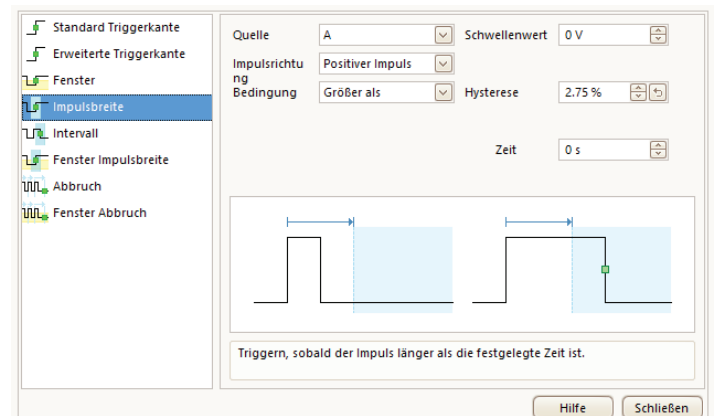 Standard Triggerkante
Erweiterte Triggerkante
Fenster
Impulsbreite
Intervall
Fenster Impulsbreite
Abbruch
Fenster Abbruch
Quelle A Schwellenwert 0 V
Impulsrichtu
ng Positiver Impuls
Bedingung Größer als Hysterese 2.75 %
Zeit 0 s
Triggern, sobald der Impuls länger als die festgelegte Zeit ist.
Hilfe Schließen